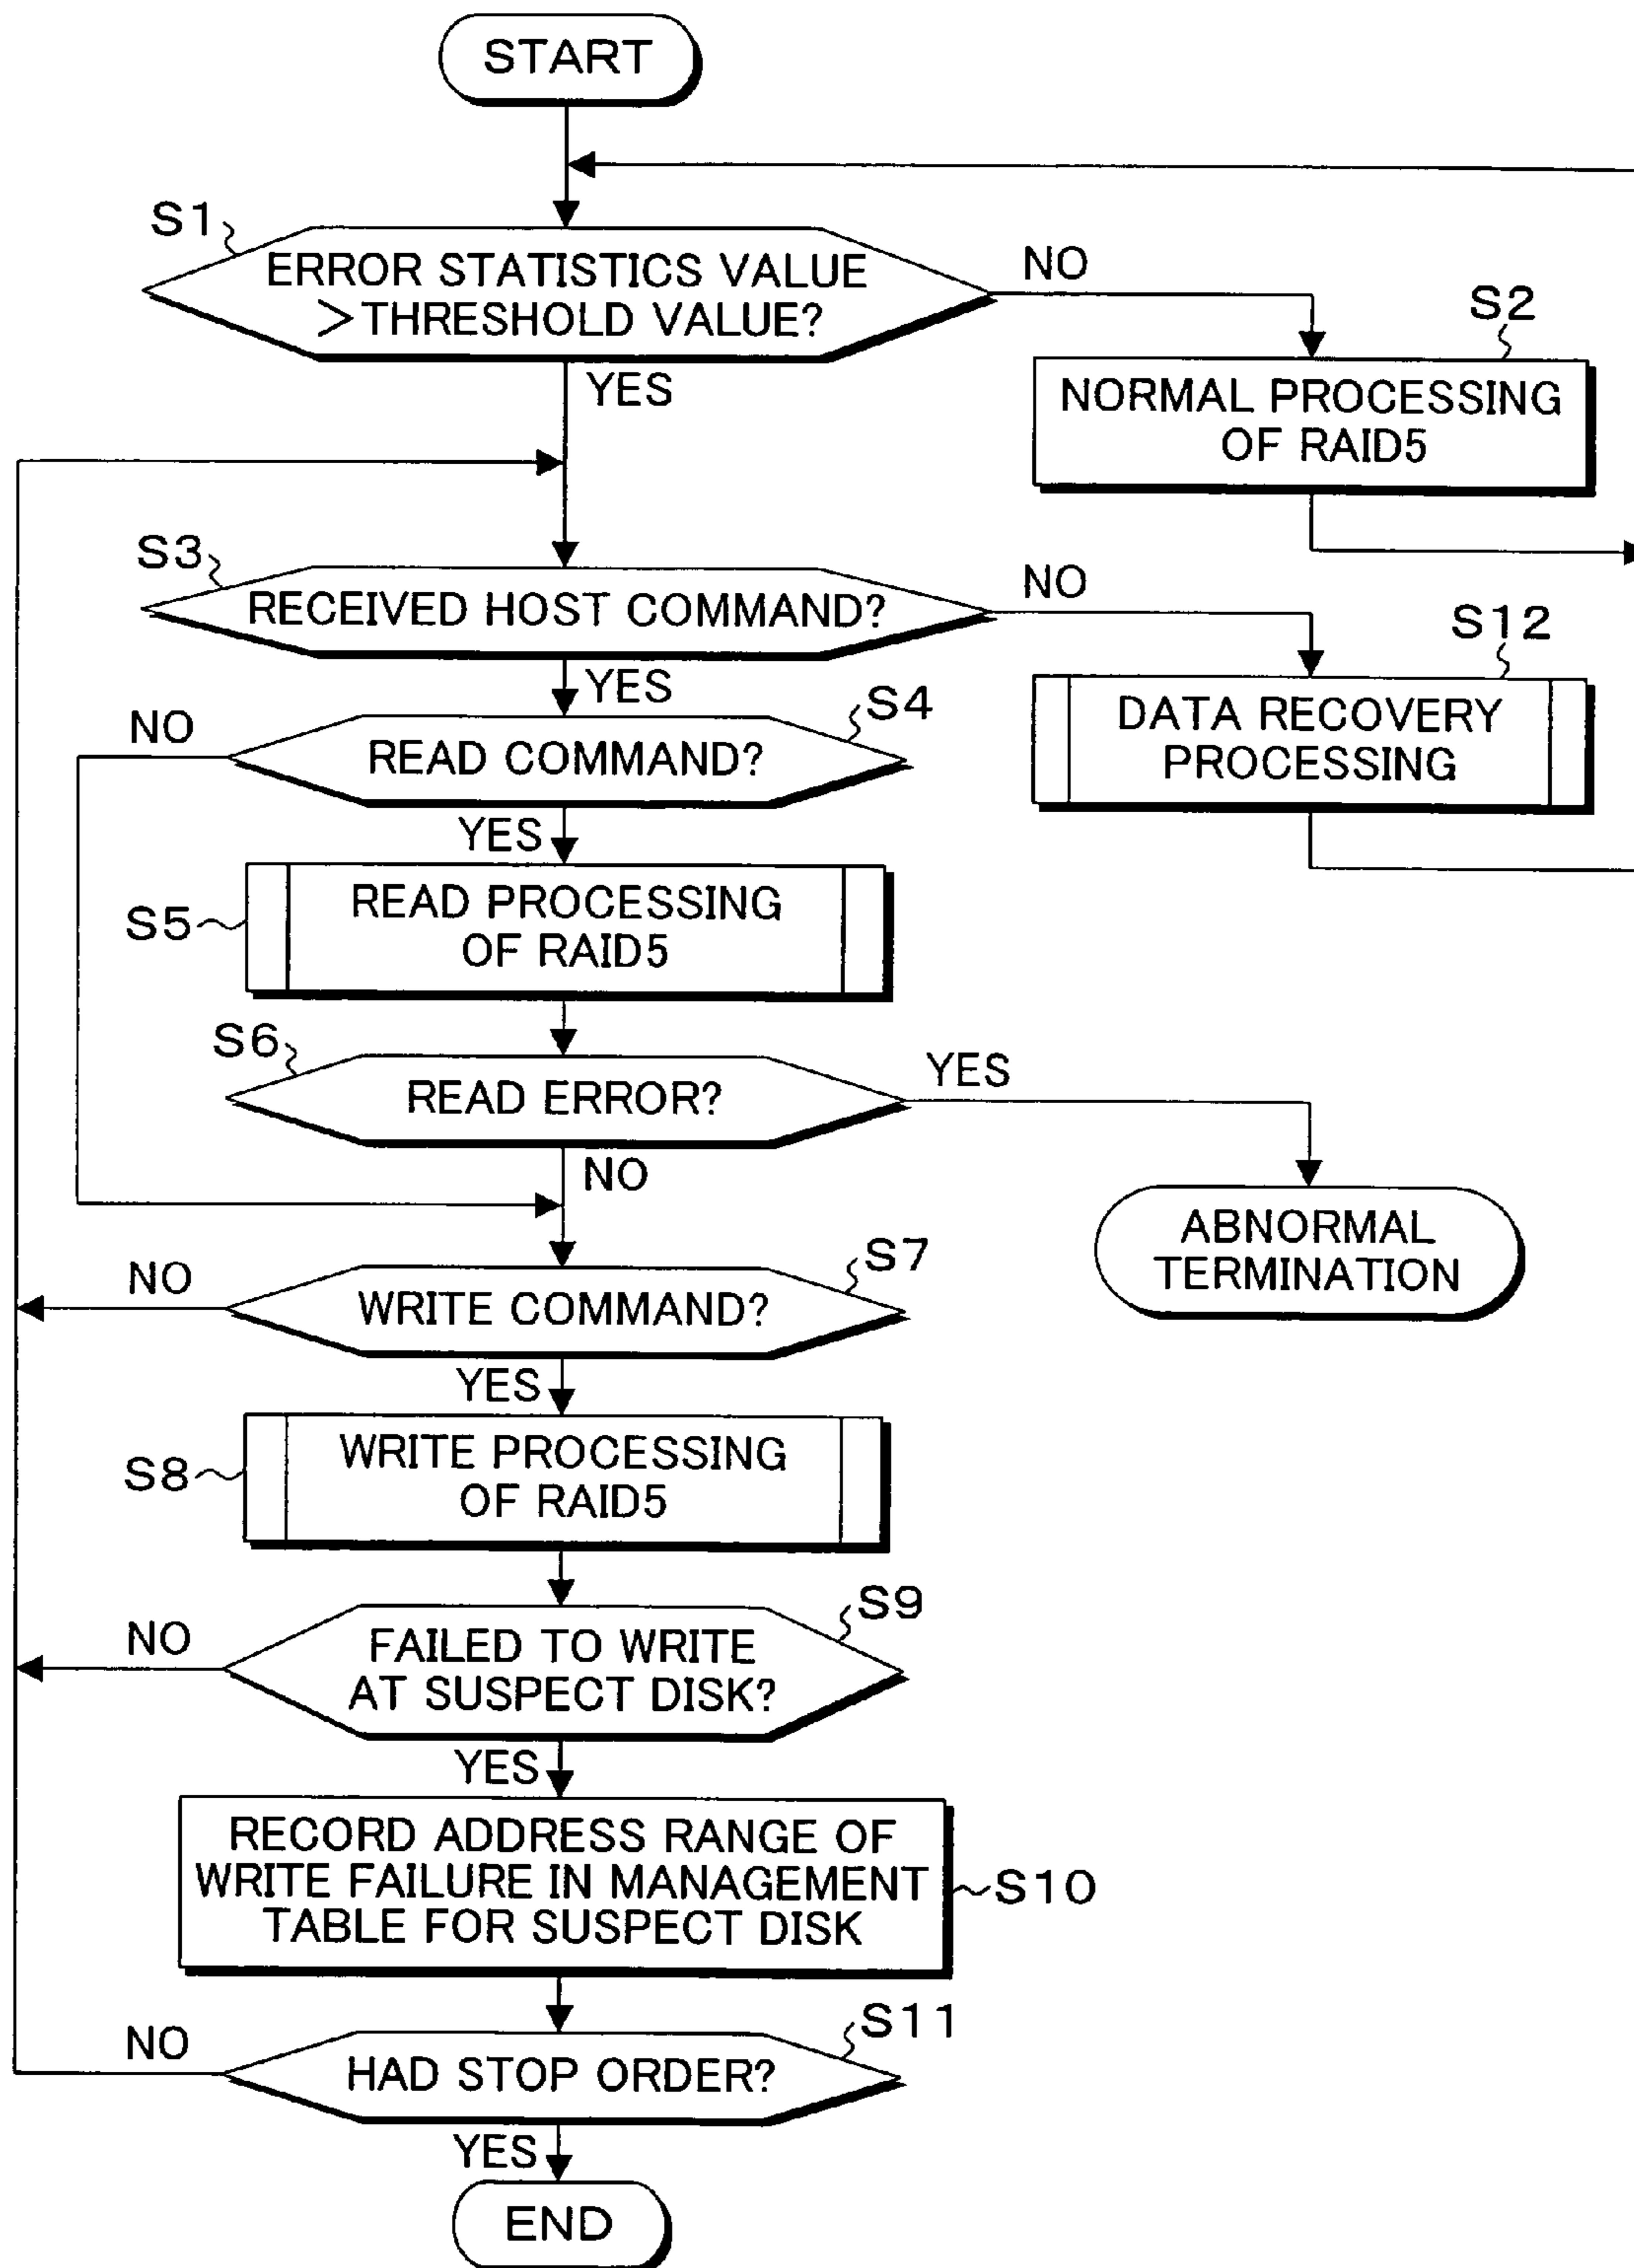 START
S1
ERROR STATISTICS VALUE
>THRESHOLD VALUE?
NO
YES
S2
NORMAL PROCESSING
OF RAID5
S3
RECEIVED HOST COMMAND?
NO
YES
S12
DATA RECOVERY
PROCESSING
S4
READ COMMAND?
NO
YES
S5
READ PROCESSING
OF RAID5
S6
READ ERROR?
YES
NO
ABNORMAL
TERMINATION
S7
WRITE COMMAND?
NO
YES
S8
WRITE PROCESSING
OF RAID5
S9
FAILED TO WRITE
AT SUSPECT DISK?
NO
YES
RECORD ADDRESS RANGE OF
WRITE FAILURE IN MANAGEMENT
TABLE FOR SUSPECT DISK
S10
S11
HAD STOP ORDER?
NO
YES
END